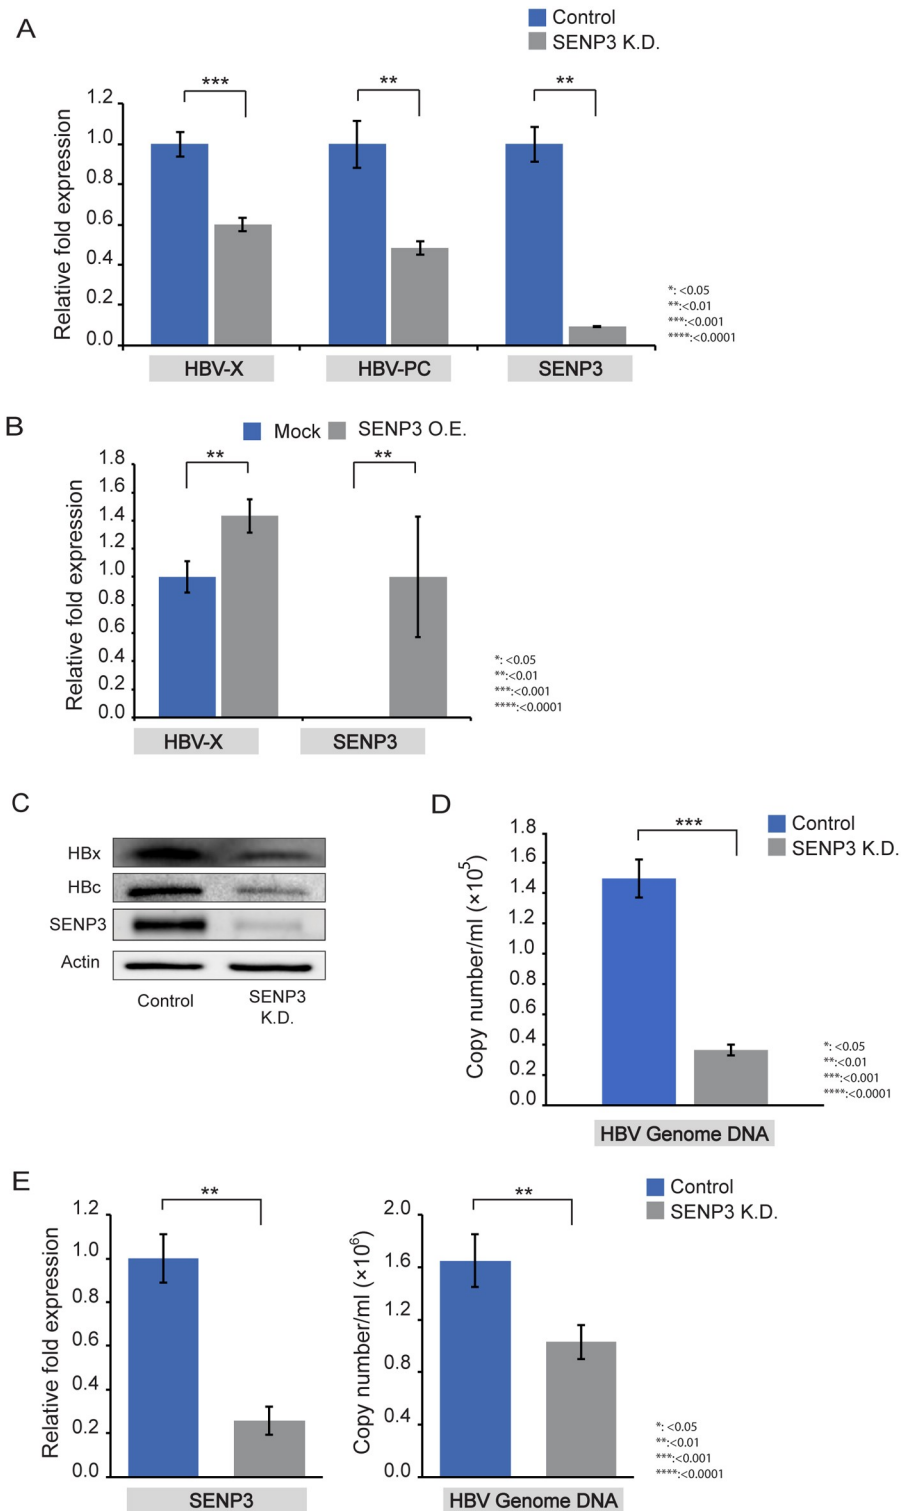 A
Control
SENP3 K.D.
***
**
**
Relative fold expression
1.2
1.0
0.8
0.6
0.4
0.2
0.0
HBV-X
HBV-PC
SENP3
*: <0.05
**: <0.01
***:<0.001
****:<0.0001
B
Mock
SENP3 O.E.
**
**
Relative fold expression
1.8
1.6
1.4
1.2
1.0
0.8
0.6
0.4
0.2
0.0
HBV-X
SENP3
*: <0.05
**:<0.01
***:<0.001
****:<0.0001
C
HBx
HBc
SENP3
Actin
Control
SENP3
K.D.
D
Control
SENP3 K.D.
***
Copy number/ml (×10⁵)
1.8
1.6
1.4
1.2
1.0
0.8
0.6
0.4
0.2
0.0
HBV Genome DNA
*: <0.05
**:<0.01
***:<0.001
****:<0.0001
E
**
Relative fold expression
1.2
1.0
0.8
0.6
0.4
0.2
0.0
SENP3
Control
SENP3 K.D.
**
Copy number/ml (×10⁶)
2.0
1.6
1.2
0.8
0.4
0.0
HBV Genome DNA
*:<0.05
**:<0.01
***:<0.001
****:<0.0001